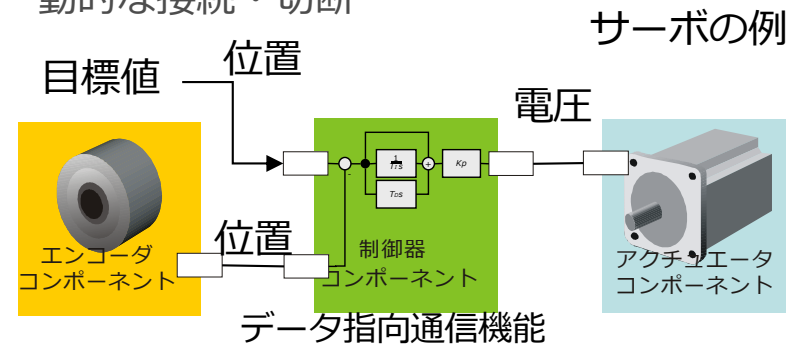 動的な接続・切断
サーボの例
目標値
位置
電圧
1
TIs
-
+
Kp
TDs
位置
エンコーダ
コンポーネント
制御器
コンポーネント
アクチュエータ
コンポーネント
データ指向通信機能